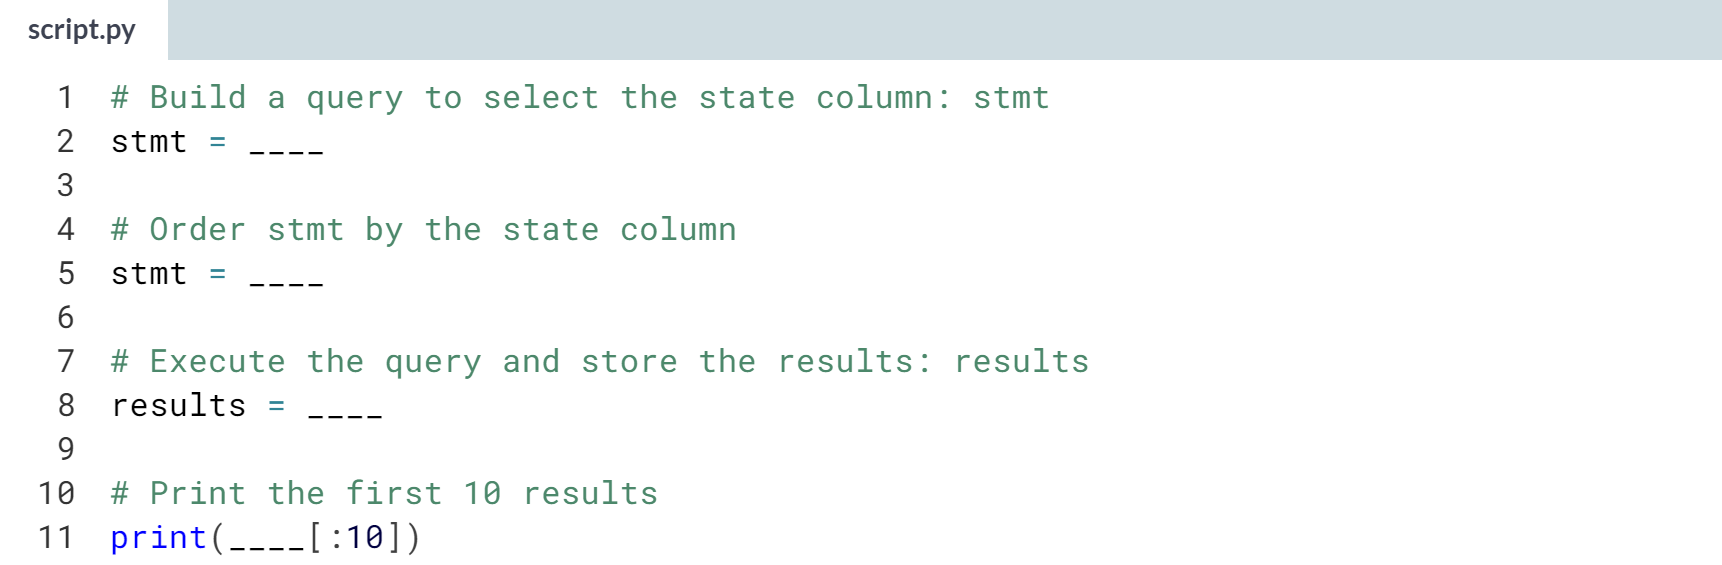 script.py
1 # Build a query to select the state column: stmt
2 stmt = ____
3
4 # Order stmt by the state column
5 stmt = ____
6
7 # Execute the query and store the results: results
8 results = ____
9
10 # Print the first 10 results
11 print(____[:10])